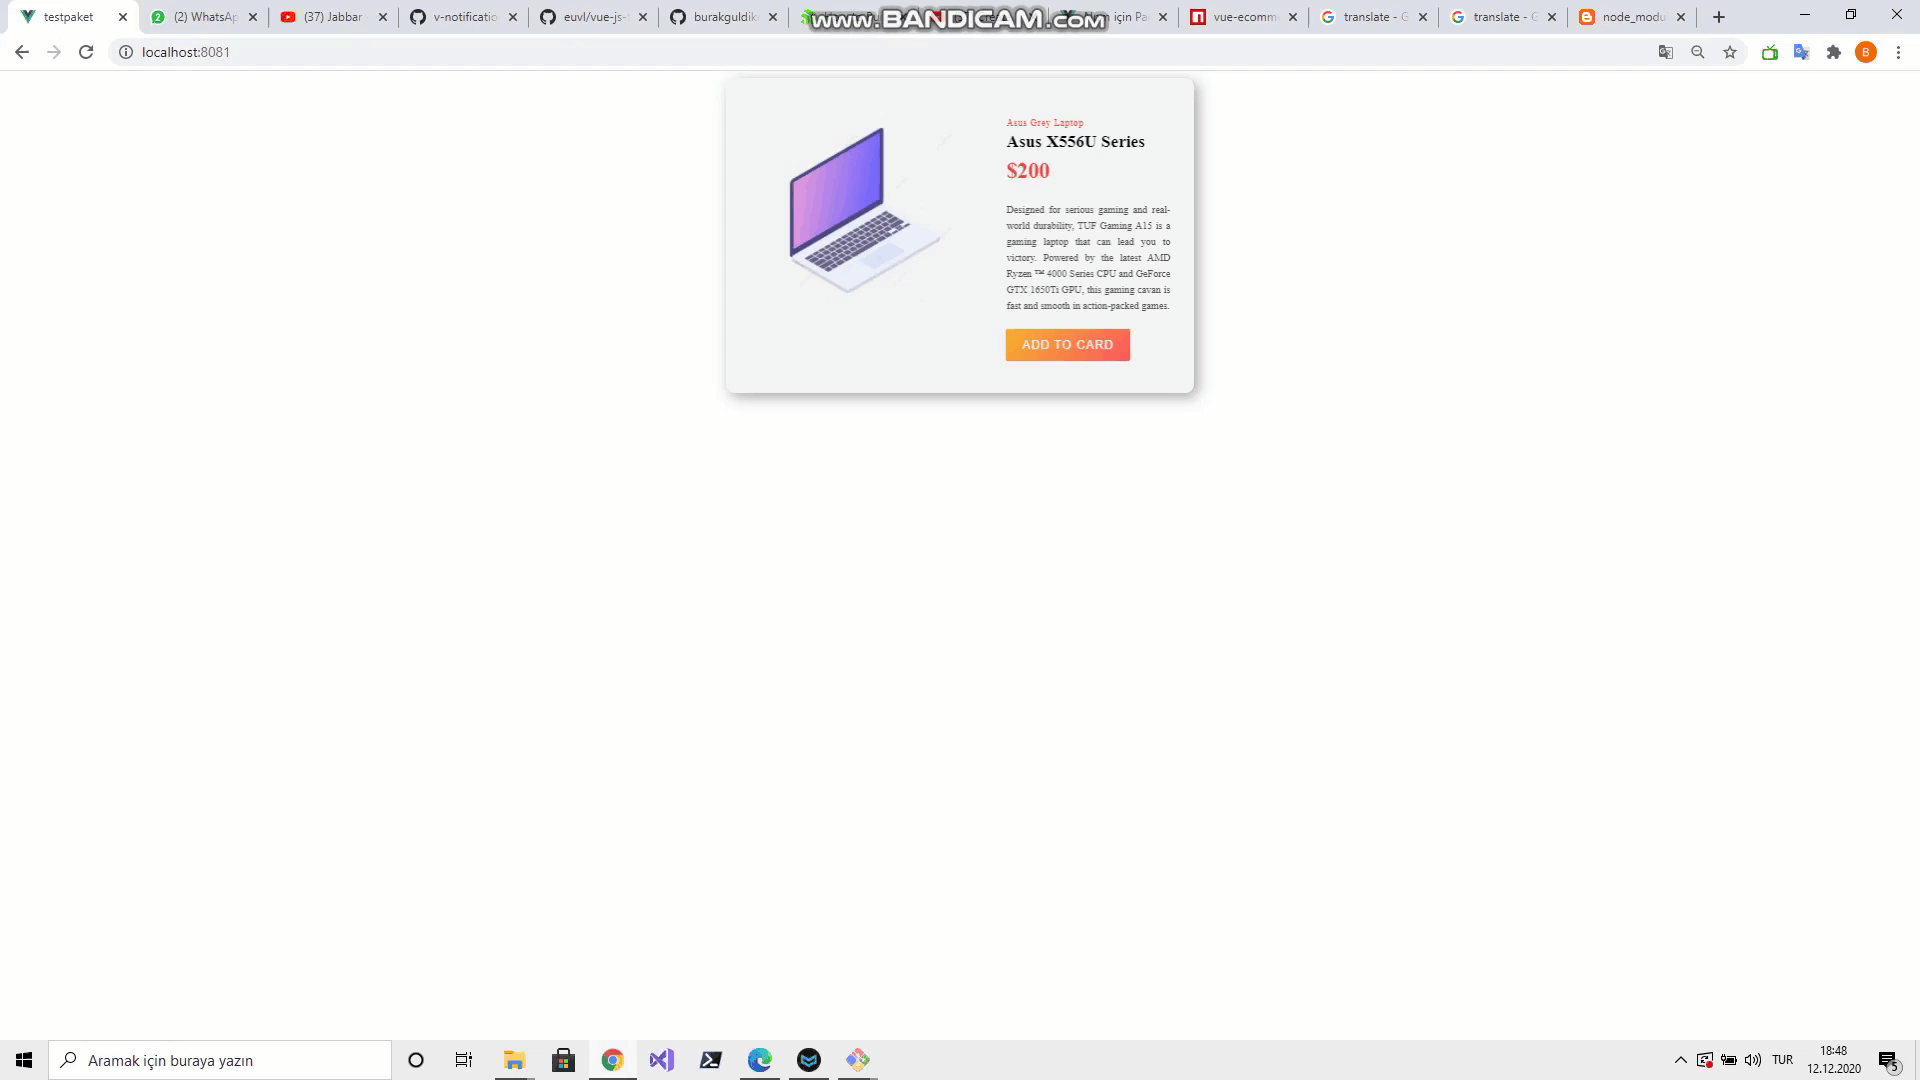 testpaket
(2) WhatsAp
(37) Jabbar -
v-notificatio
euvl/vue-js-
burakguldik
www.BANDICAM.com
için Pa
vue-ecomm
translate - G
translate - G
node_modu
localhost:8081
B
Asus Grey Laptop
Asus X556U Series
$200
Designed for serious gaming and real-
world durability, TUF Gaming A15 is a
gaming laptop that can lead you to
victory. Powered by the latest AMD
Ryzen ™ 4000 Series CPU and GeForce
GTX 1650Ti GPU, this gaming cavan is
fast and smooth in action-packed games.
ADD TO CARD
Aramak için buraya yazın
TUR
18:48
12.12.2020
5